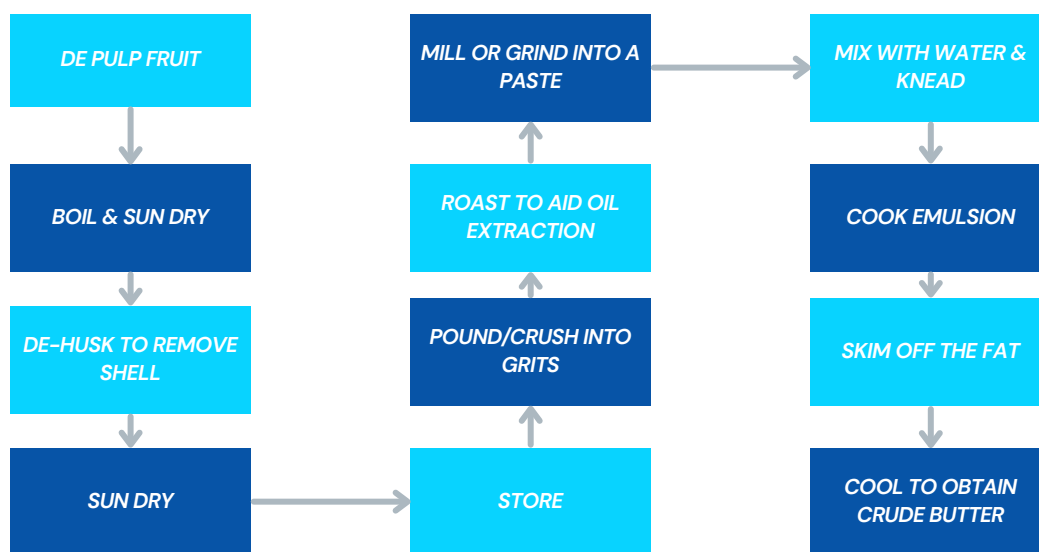 DE PULP FRUIT
BOIL & SUN DRY
DE-HUSK TO REMOVE
SHELL
SUN DRY
STORE
POUND/CRUSH INTO
GRITS
ROAST TO AID OIL
EXTRACTION
MILL OR GRIND INTO A
PASTE
MIX WITH WATER &
KNEAD
COOK EMULSION
SKIM OFF THE FAT
COOL TO OBTAIN
CRUDE BUTTER